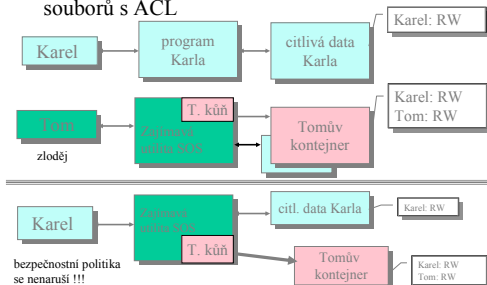 souborů s ACL
Karel
program
Karla
citlivá data
Karla
Karel: RW
Tom
zloděj
T. kůň
Zajímavá
utilita SOS
Tomův
kontejner
Karel: RW
Tom: RW
Karel
Zajímavá
utilita SOS
T. kůň
citl. data Karla
Karel: RW
bezpečnostní politika
se nenaruší !!!
Tomův
kontejner
Karel: RW
Tom: RW